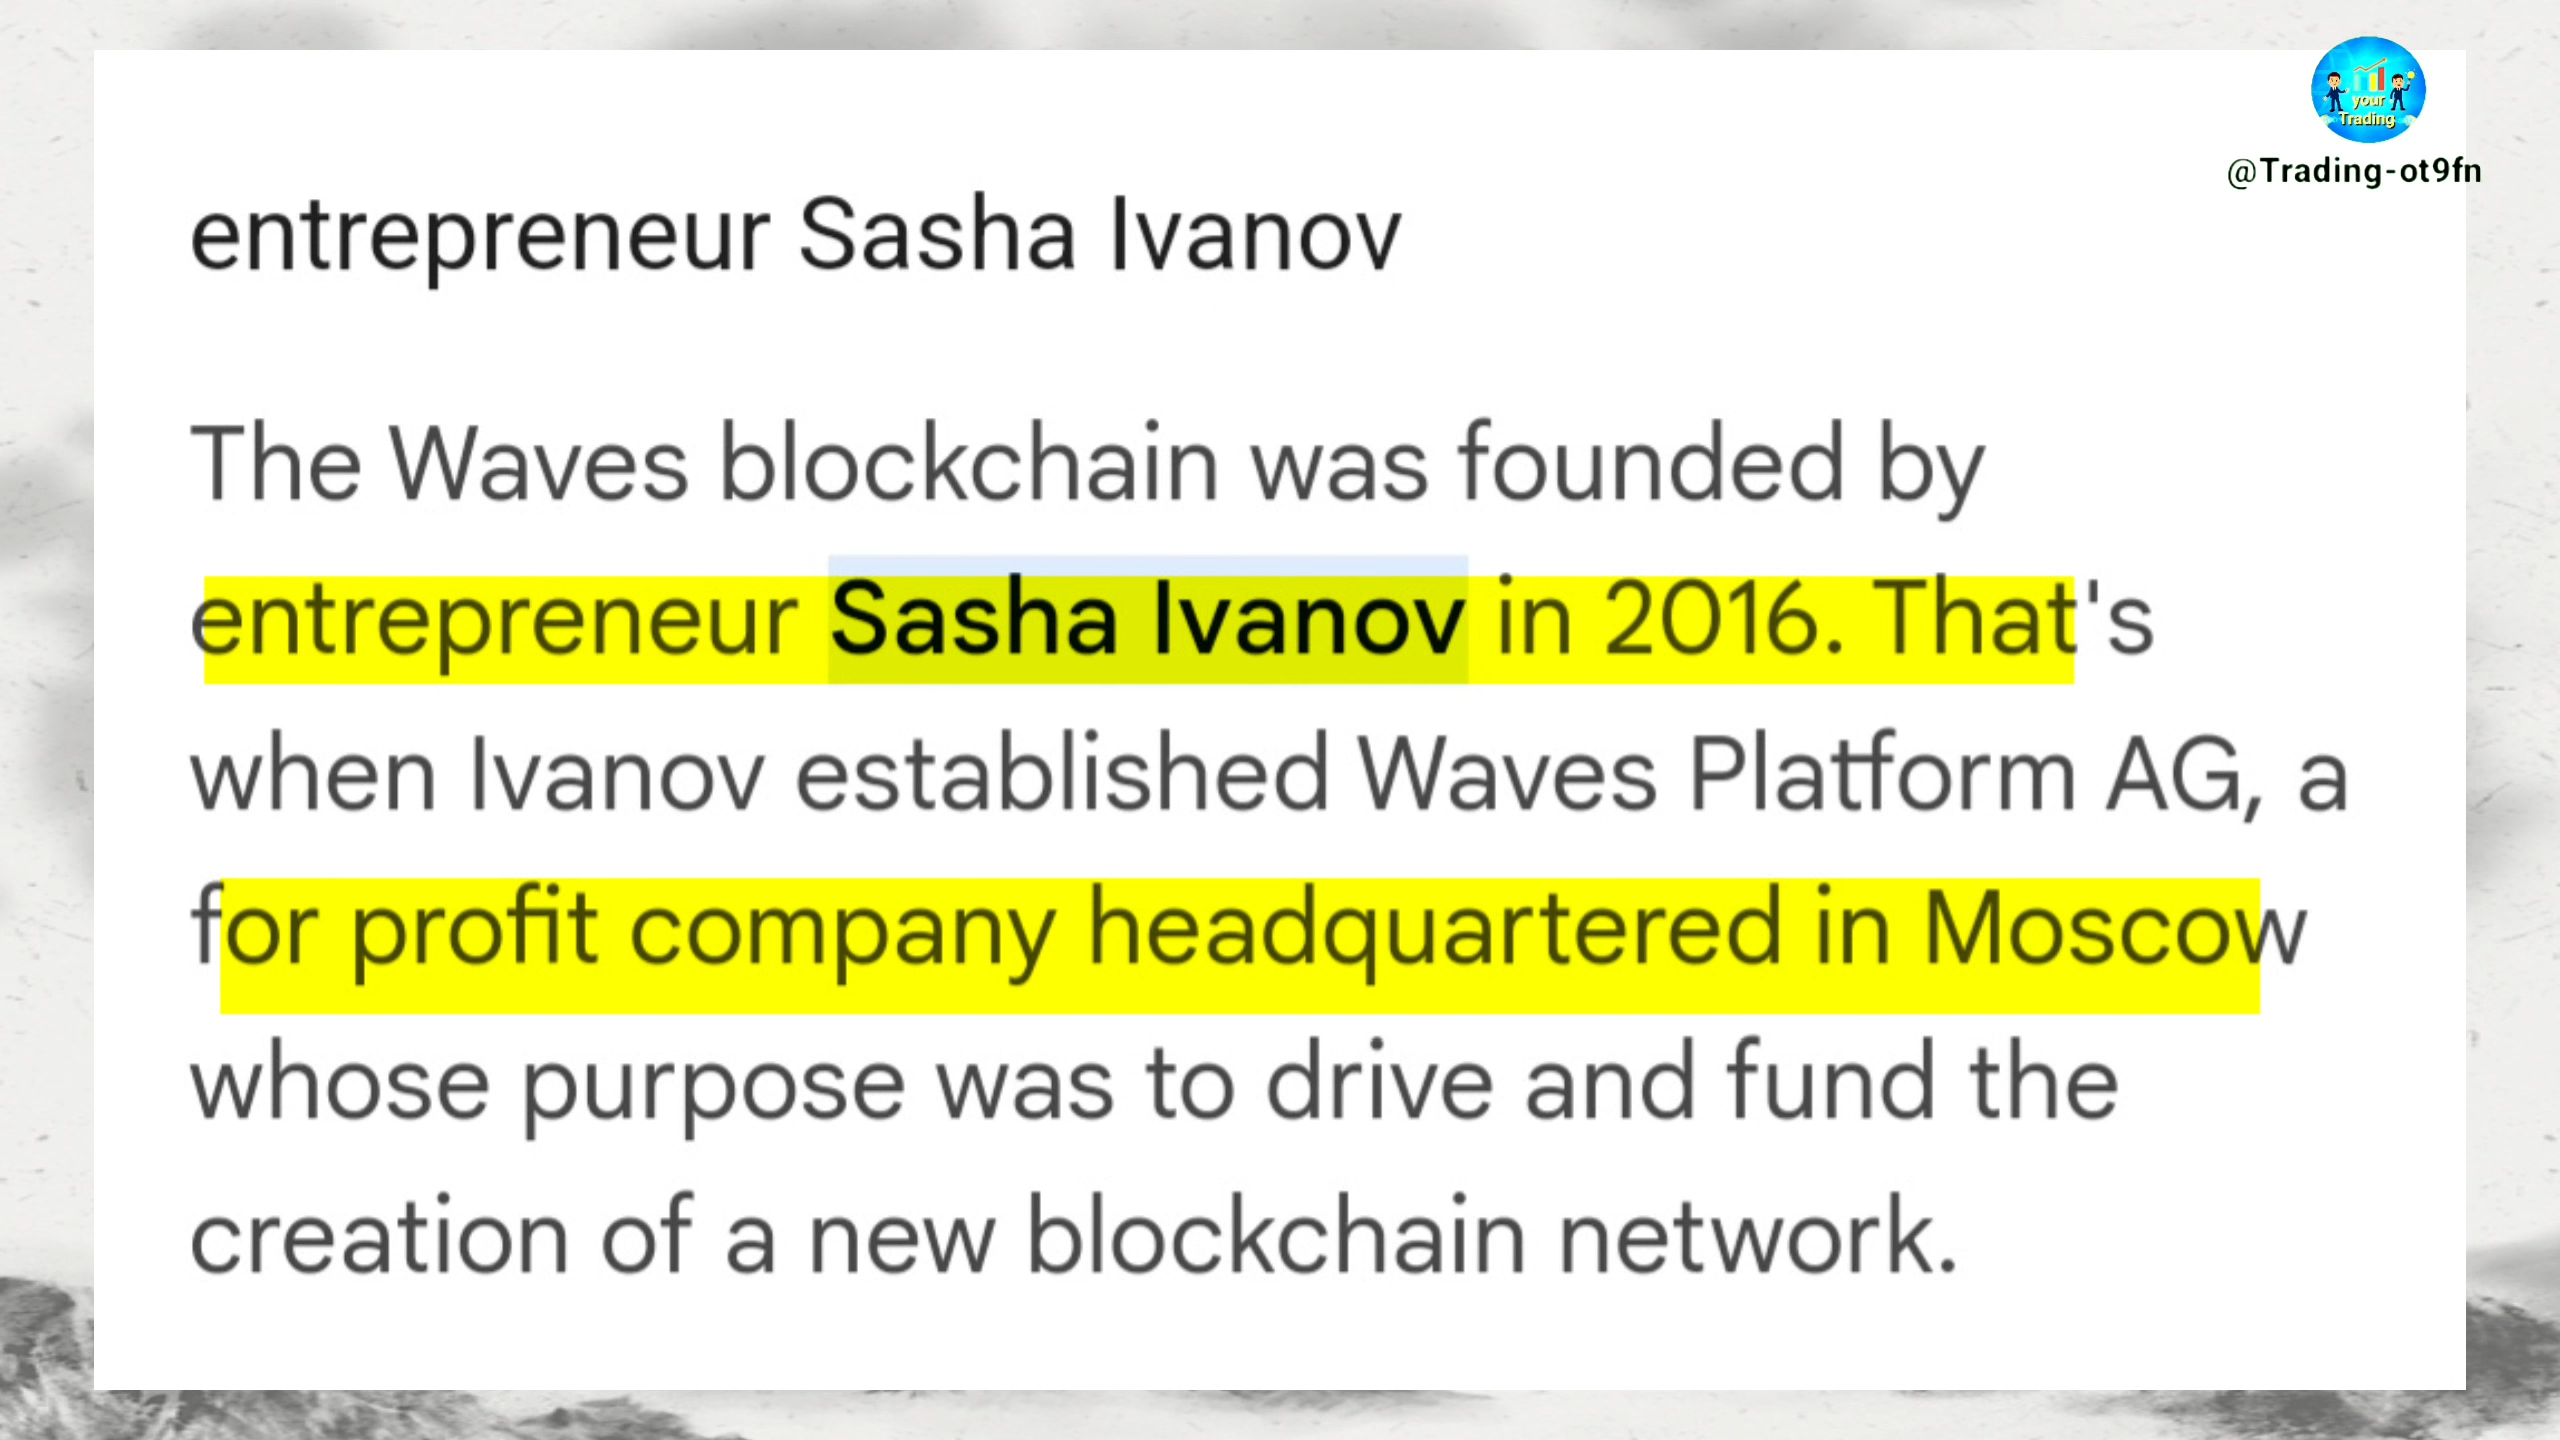 your
Trading
@Trading-ot9fn
entrepreneur Sasha Ivanov
The Waves blockchain was founded by
entrepreneur Sasha Ivanov in 2016. That's
when Ivanov established Waves Platform AG, a
for profit company headquartered in Moscow
whose purpose was to drive and fund the
creation of a new blockchain network.